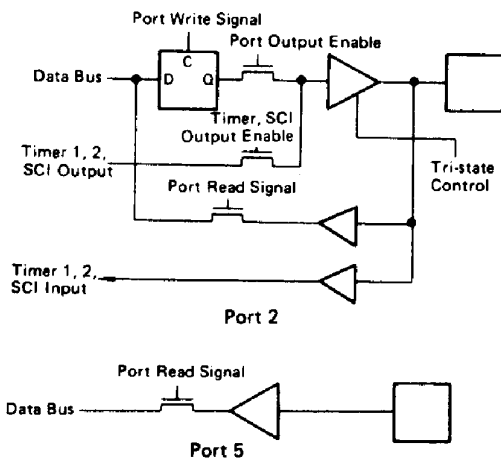 Port Write Signal
Port Output Enable
C
Data Bus
D
Q
Timer, SCI
Output Enable
Timer 1, 2,
SCI Output
Tri-state
Control
Port Read Signal
Timer 1, 2,
SCI Input
Port 2
Port Read Signal
Data Bus
Port 5